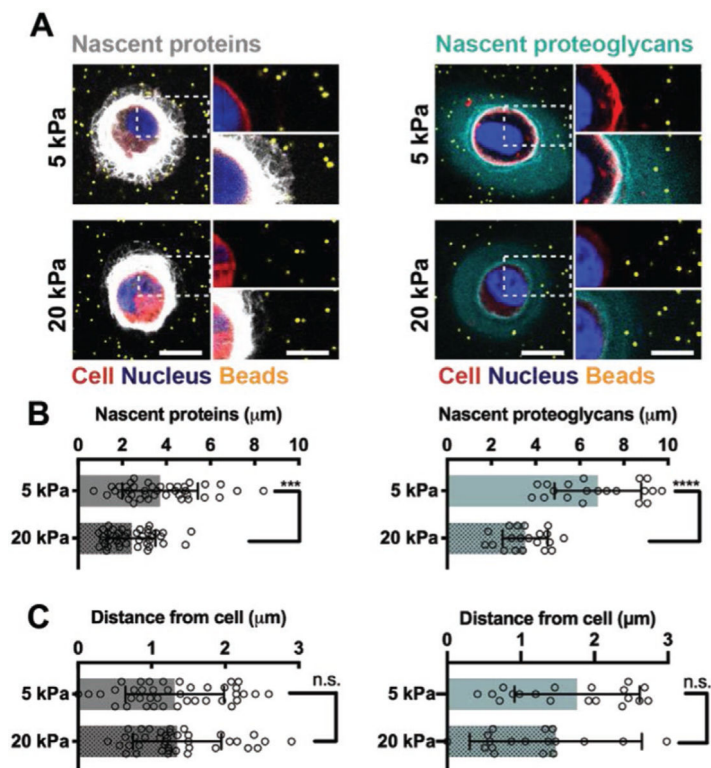 A
Nascent proteins
Nascent proteoglycans
5 kPa
5 kPa
20 kPa
20 kPa
Cell Nucleus Beads
Cell Nucleus Beads
B
Nascent proteins (μm)
Nascent proteoglycans (μm)
0 2 4 6 8 10
0 2 4 6 8 10
5 kPa
***
5 kPa
****
20 kPa
20 kPa
C
Distance from cell (μm)
Distance from cell (μm)
0 1 2 3
0 1 2 3
5 kPa
n.s.
5 kPa
n.s.
20 kPa
20 kPa